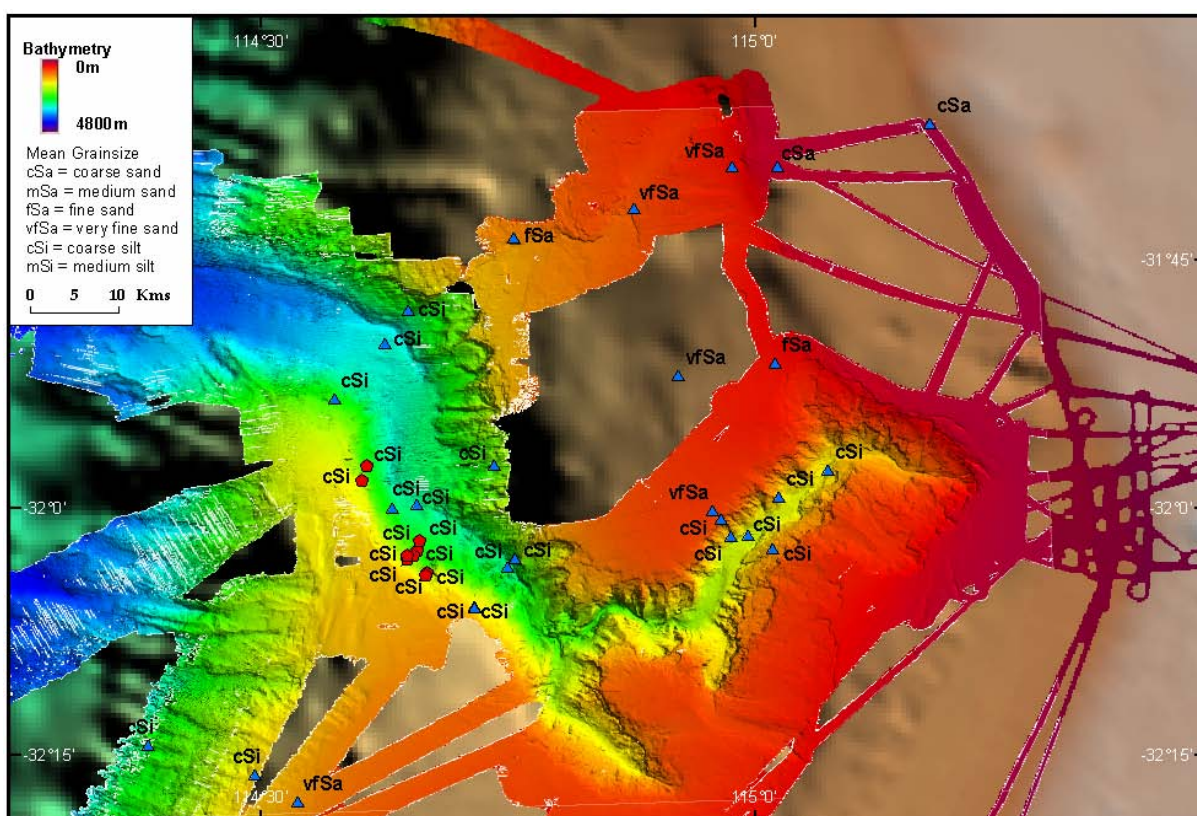 114°30'
115°0'
Bathymetry
0m
4800m
Mean Grainsize
cSa = coarse sand
mSa = medium sand
fSa = fine sand
vfSa = very fine sand
cSi = coarse silt
mSi = medium silt
0 5 10 Kms
cSa
vfSa
cSa
vfSa
fSa
-31°45'
cSi
cSi
fSa
vfSa
cSi
cSi
cSi
cSi
cSi
cSi
cSi
cSi
vfSa
-32°0'
-32°0'
cSi
cSi
cSi
cSi
cSi
cSi
cSi
cSi
cSi
cSi
cSi
cSi
cSi
cSi
-32°15'
-32°15'
cSi
vfSa
114°30'
115°0'